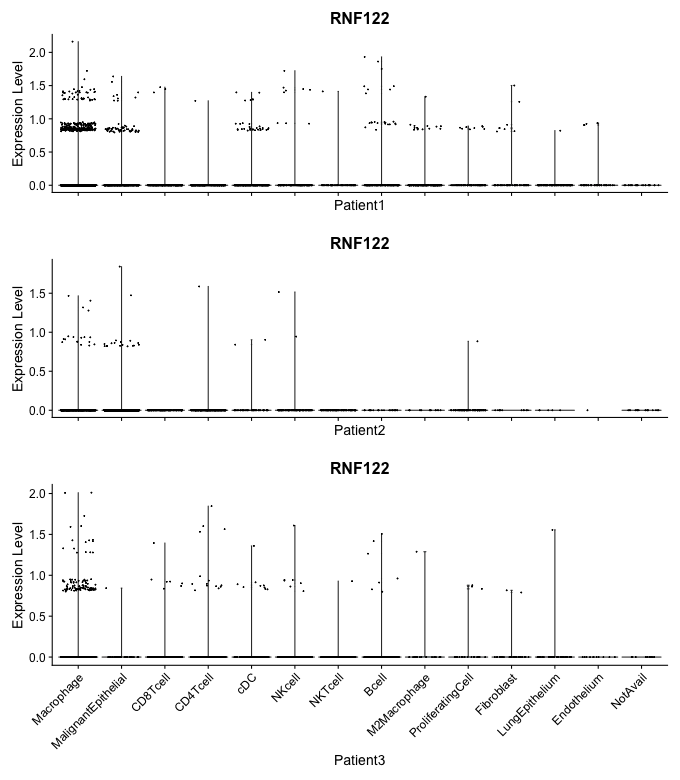 RNF122
Expression Level
2.0
1.5
1.0
0.5
0.0
Patient1
RNF122
Expression Level
1.5
1.0
0.5
0.0
Patient2
RNF122
Expression Level
2.0
1.5
1.0
0.5
0.0
Macrophage
MalignantEpithelial
CD8Tcell
CD4Tcell
cDC
NKcell
NKTcell
Bcell
M2Macrophage
ProliferatingCell
Fibroblast
LungEpithelium
Endothelium
NotAvail
Patient3